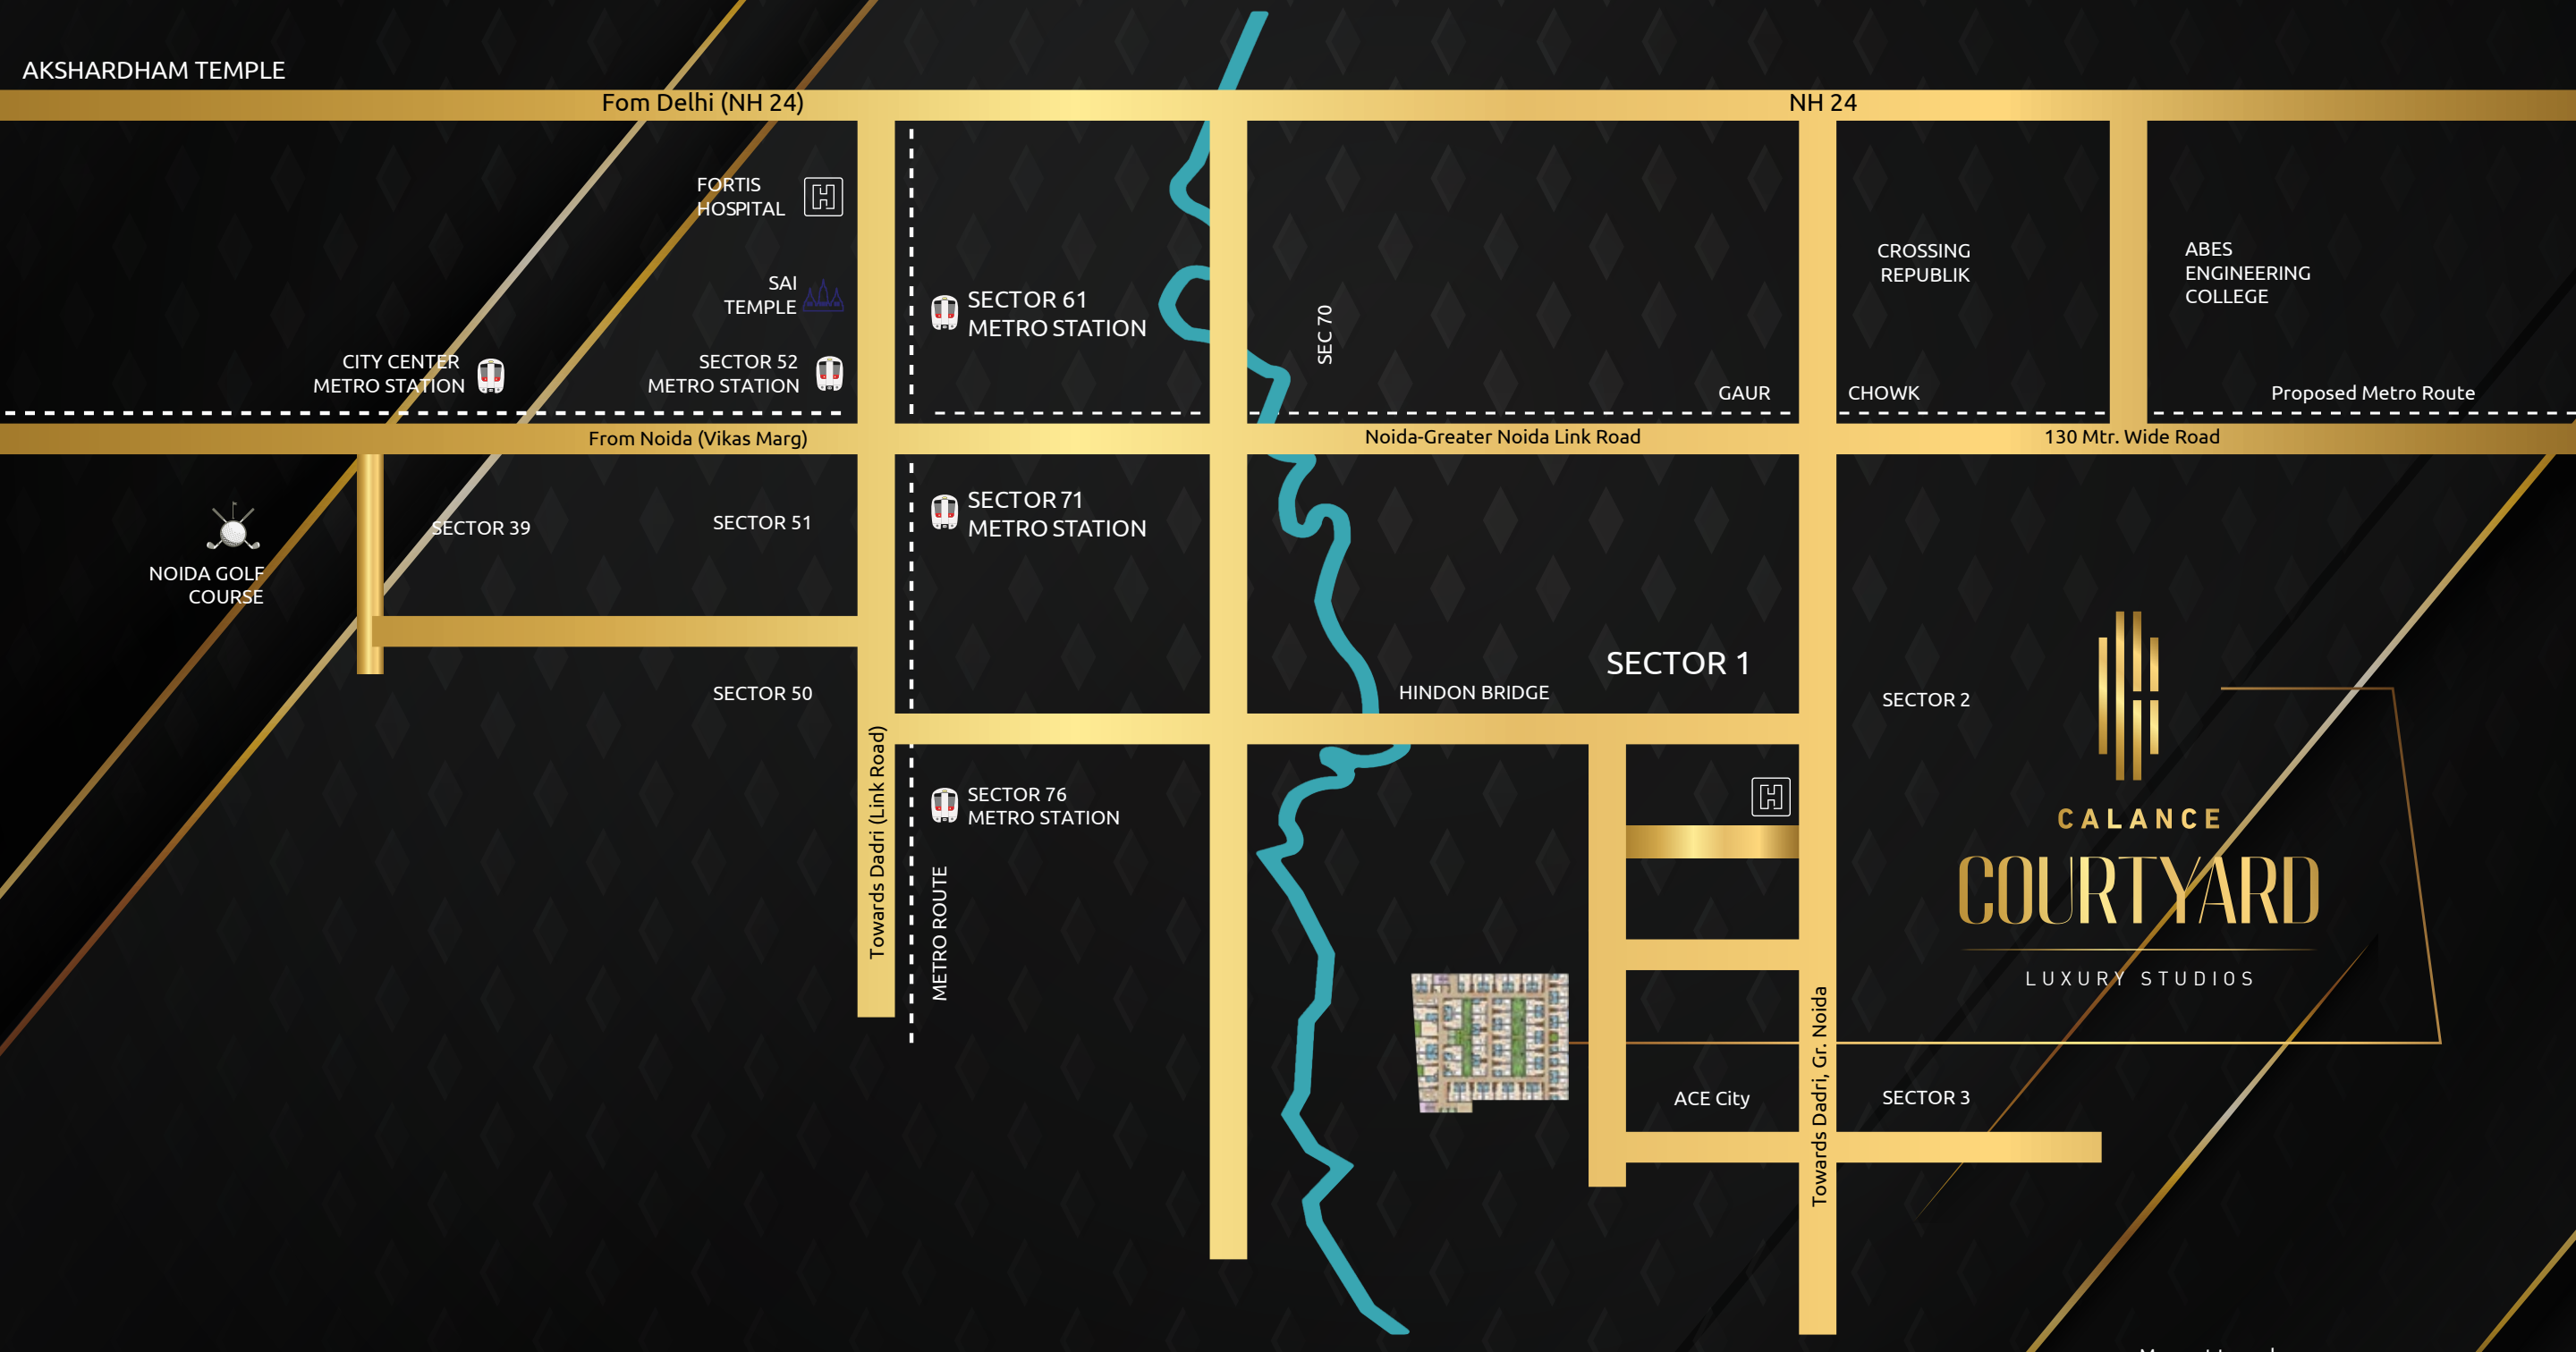 AKSHARDHAM TEMPLE
Fom Delhi (NH 24)
NH 24
FORTIS
HOSPITAL
SAI
TEMPLE
SECTOR 61
METRO STATION
SEC 70
CROSSING
REPUBLIK
ABES
ENGINEERING
COLLEGE
CITY CENTER
METRO STATION
SECTOR 52
METRO STATION
GAUR
CHOWK
Proposed Metro Route
From Noida (Vikas Marg)
Noida-Greater Noida Link Road
130 Mtr. Wide Road
NOIDA GOLF
COURSE
SECTOR 39
SECTOR 51
SECTOR 71
METRO STATION
SECTOR 1
SECTOR 50
HINDON BRIDGE
SECTOR 2
Towards Dadri (Link Road)
SECTOR 76
METRO STATION
METRO ROUTE
H
H
CALANCE
COURTYARD
LUXURY STUDIOS
Towards Dadri, Gr. Noida
ACE City
SECTOR 3